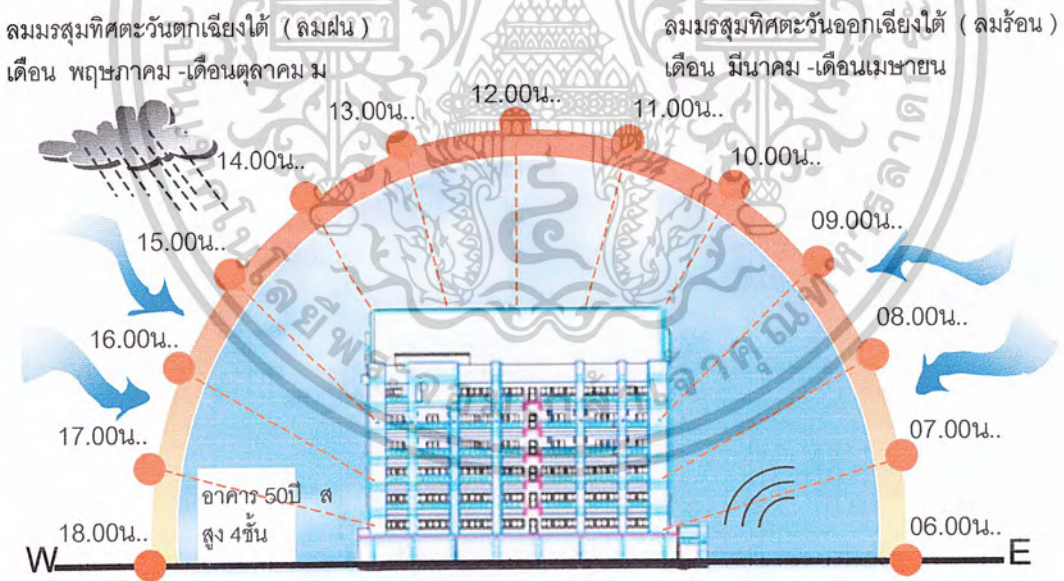 ลมมรสุมทิศตะวันตกเฉียงใต้ ( ลมฝน )
เดือน พฤษภาคม -เดือนตุลาคม ม
ลมมรสุมทิศตะวันออกเฉียงใต้ ( ลมร้อน )
เดือน มีนาคม -เดือนเมษายน
12.00น..
13.00น..
11.00น..
14.00น..
10.00น..
15.00น..
09.00น..
16.00น..
08.00น..
17.00น..
07.00น..
อาคาร 50ปี ส
สูง 4ชั้น
18.00น..
06.00น..
W
E